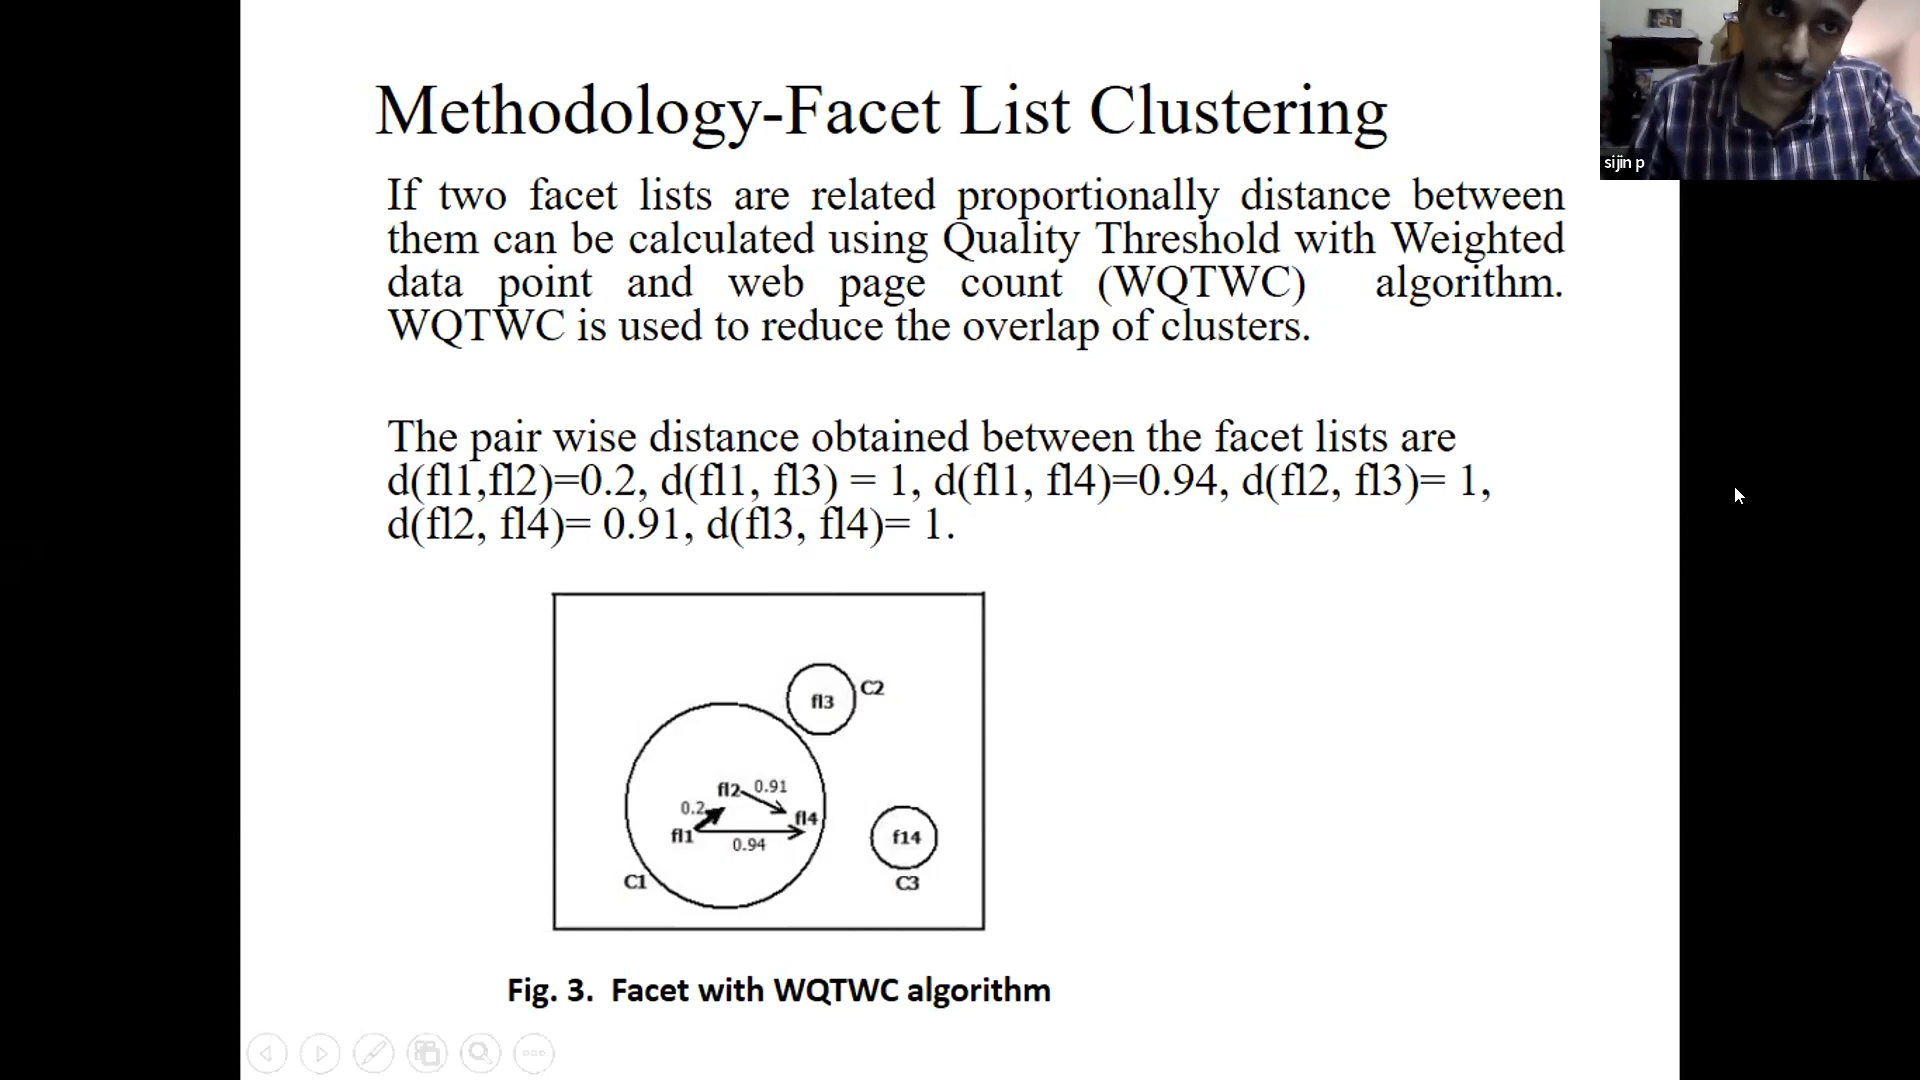 Methodology-Facet List Clustering
sijin p
If two facet lists are related proportionally distance between
them can be calculated using Quality Threshold with Weighted
data point and web page count (WQTWC) algorithm.
WQTWC is used to reduce the overlap of clusters.
The pair wise distance obtained between the facet lists are
d(fl1,fl2)=0.2, d(fl1, fl3) = 1, d(fl1, fl4)=0.94, d(fl2, fl3)= 1,
d(fl2, fl4)= 0.91, d(fl3, fl4)= 1.
C2
fl3
fl2 0.91
0.2
fl4
fl1
0.94
f14
C1
C3
Fig. 3. Facet with WQTWC algorithm